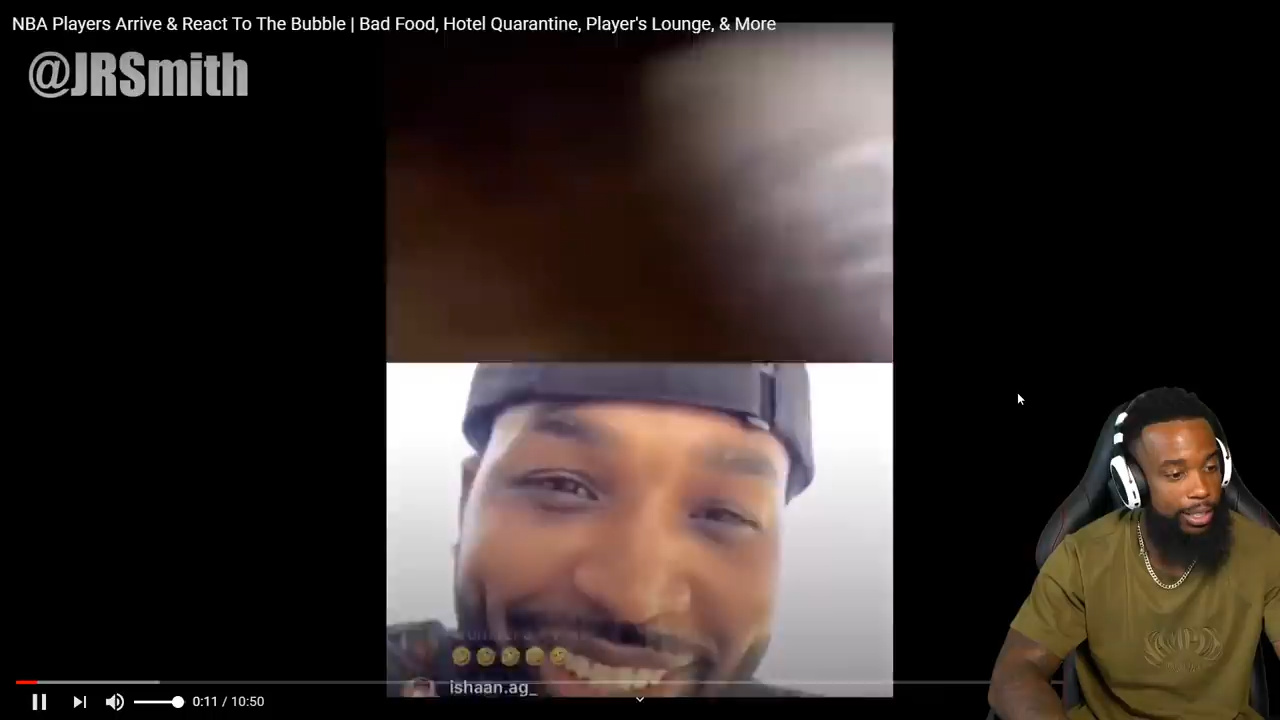 NBA Players Arrive & React To The Bubble | Bad Food, Hotel Quarantine, Player's Lounge, & More
@JRSmith
ishaan.ag_
0:11 / 10:50